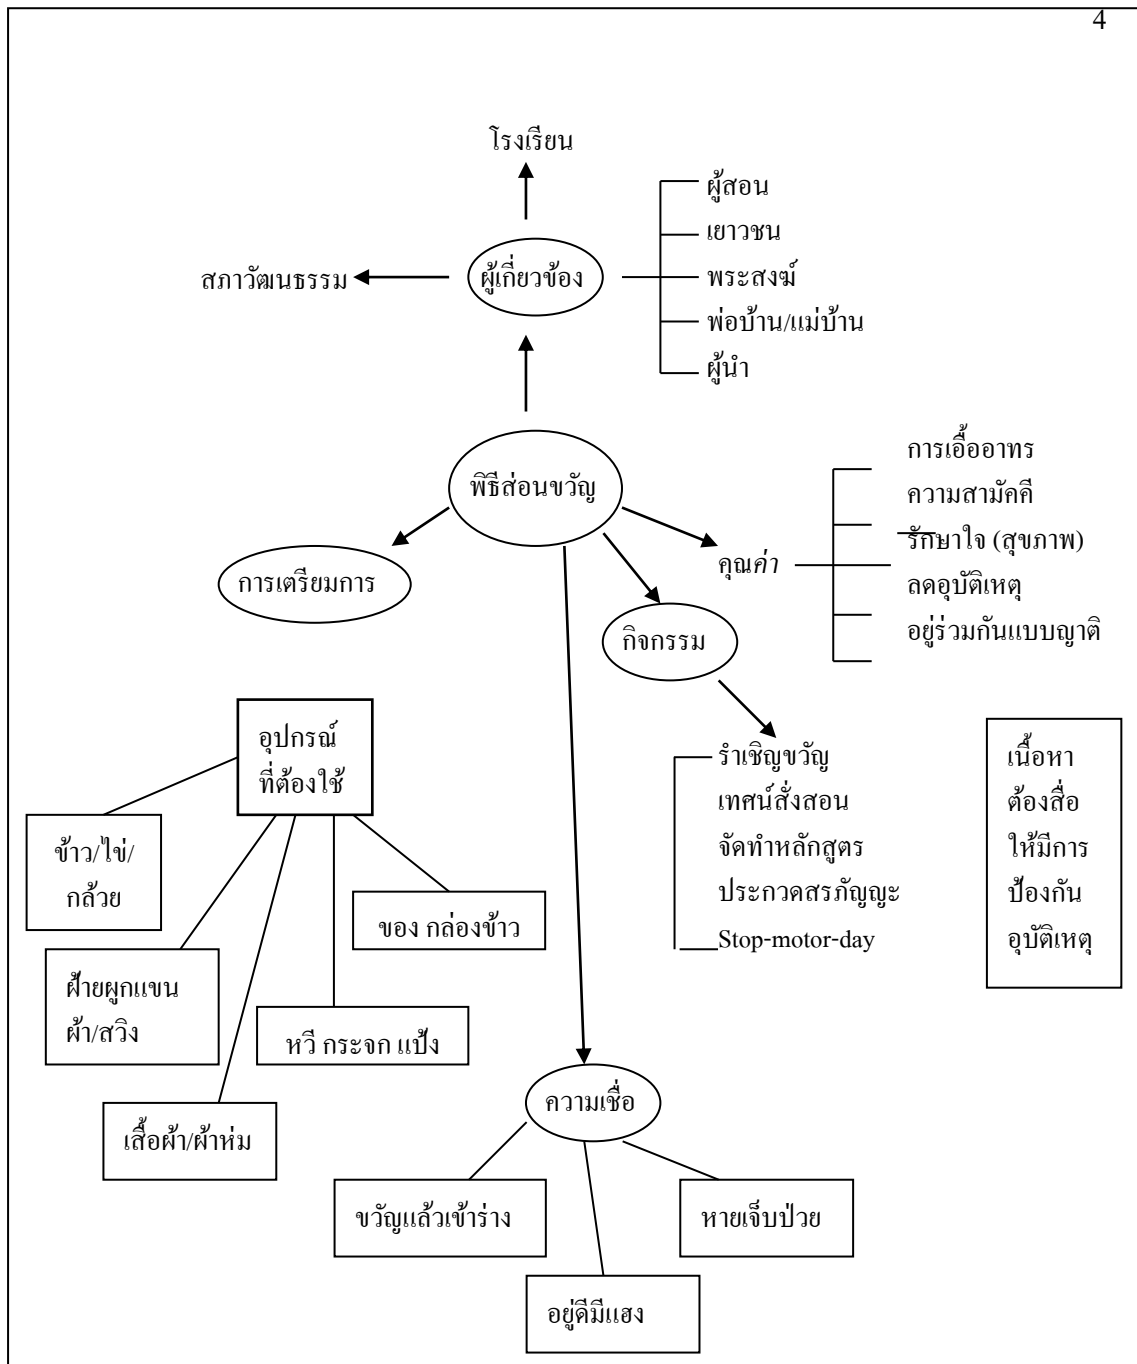 4
โรงเรียน
ผู้สอน
เยาวชน
สภาวัฒนธรรม
ผู้เกี่ยวข้อง
พระสงฆ์
พ่อบ้าน/แม่บ้าน
ผู้นำ
พิธีส่อนขวัญ
การเอื้ออาทร
ความสามัคคี
รักษาใจ (สุขภาพ)
ลดอุบัติเหตุ
อยู่ร่วมกันแบบญาติ
คุณค่า
การเตรียมการ
กิจกรรม
อุปกรณ์
ที่ต้องใช้
รำเชิญขวัญ
เทศน์สั่งสอน
จัดทำหลักสูตร
ประกวดสรภัญญะ
Stop-motor-day
เนื้อหา
ต้องสื่อ
ให้มีการ
ป้องกัน
อุบัติเหตุ
ข้าว/ไข่/
กล้วย
ของ กล่องข้าว
ฝ้ายผูกแขน
ผ้า/สวิง
หวี กระจก แป้ง
เสื้อผ้า/ผ้าห่ม
ความเชื่อ
ขวัญแล้วเข้าร่าง
หายเจ็บป่วย
อยู่ดีมีแฮง